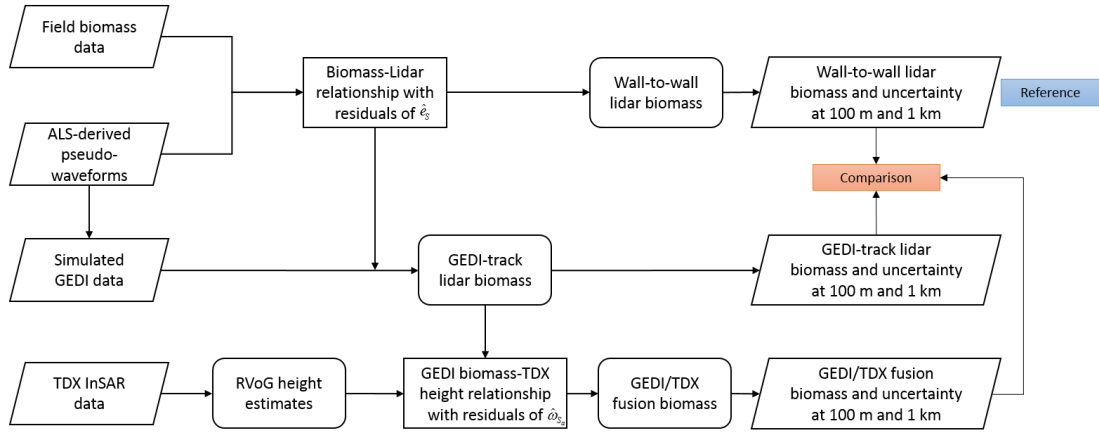 Field biomass
data
Biomass-Lidar
relationship with
residuals of ê_S
Wall-to-wall
lidar biomass
Wall-to-wall lidar
biomass and uncertainty
at 100 m and 1 km
Reference
ALS-derived
pseudo-
waveforms
Comparison
Simulated
GEDI data
GEDI-track
lidar biomass
GEDI-track lidar
biomass and uncertainty
at 100 m and 1 km
TDX InSAR
data
RVoG height
estimates
GEDI biomass-TDX
height relationship
with residuals of ω̂_Sa
GEDI/TDX
fusion biomass
GEDI/TDX fusion
biomass and uncertainty
at 100 m and 1 km